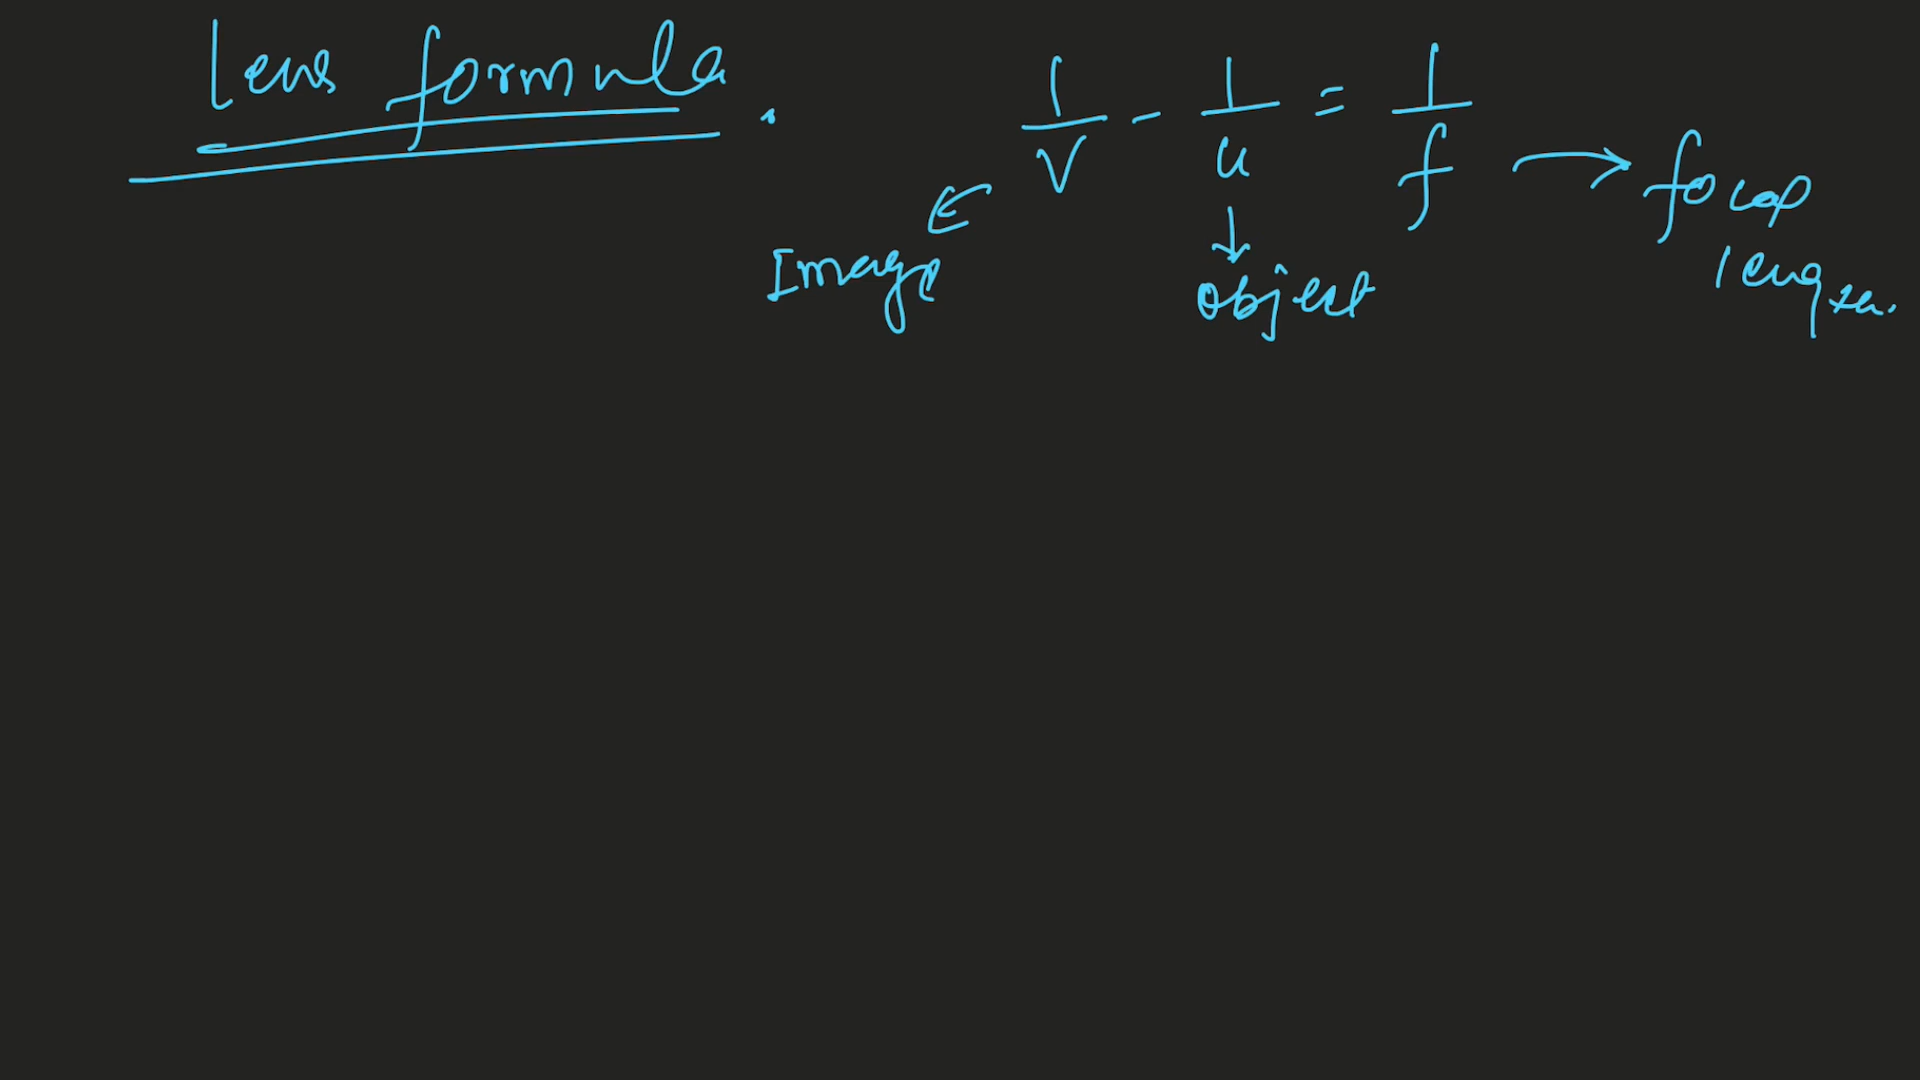 lens formula. 1/v - 1/u = 1/f → focal
length.
Image
object